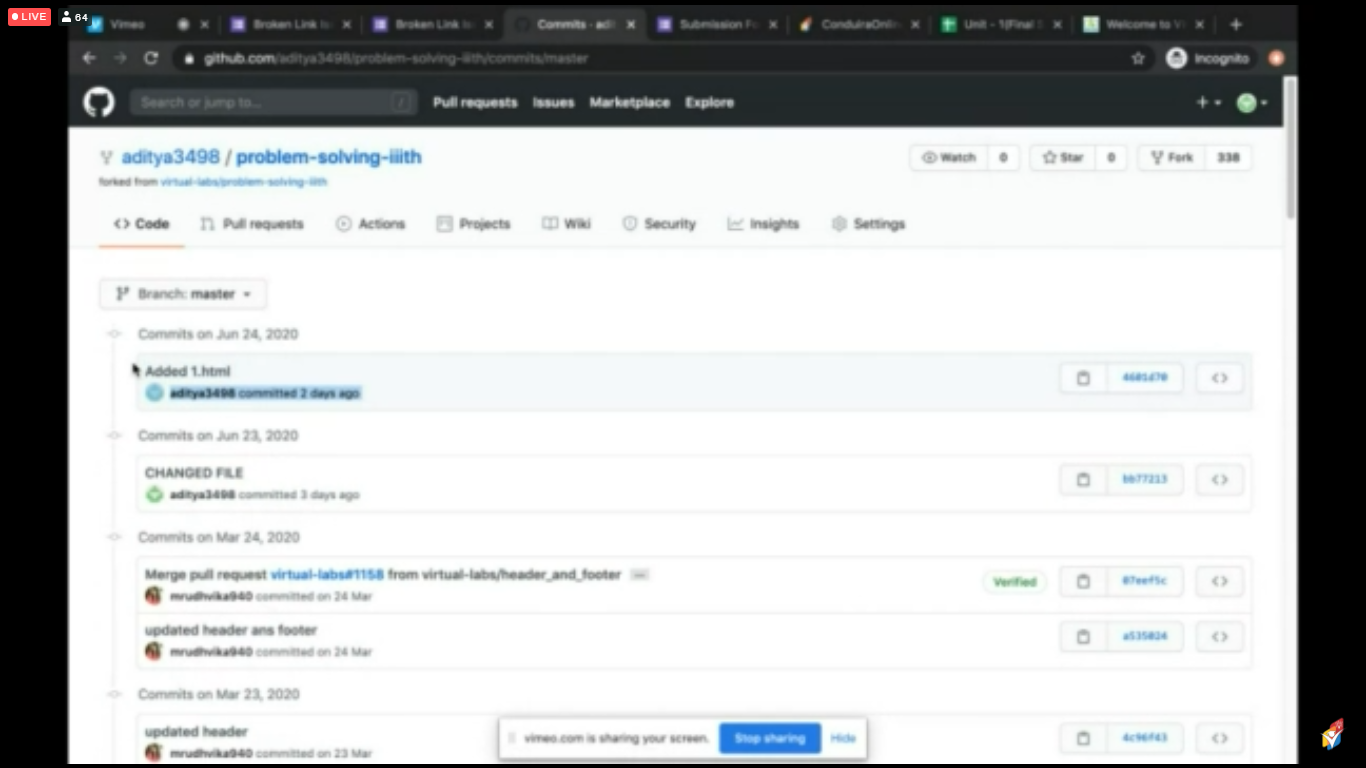 LIVE 64
Vimeo Broken Link Is Broken Link Is Commits · adi Submission Fo ConduiraOnlin Unit - 1(Final S Welcome to Vi
github.com/aditya3498/problem-solving-iiith/commits/master Incognito
Search or jump to... / Pull requests Issues Marketplace Explore
aditya3498 / problem-solving-iiith Watch 0 Star 0 Fork 338
forked from virtual-labs/problem-solving-iiith
Code Pull requests Actions Projects Wiki Security Insights Settings
Branch: master
Commits on Jun 24, 2020
Added 1.html 4601d70
aditya3498 committed 2 days ago
Commits on Jun 23, 2020
CHANGED FILE bb77213
aditya3498 committed 3 days ago
Commits on Mar 24, 2020
Merge pull request virtual-labs#1158 from virtual-labs/header_and_footer Verified 07eef5c
mrudhvika940 committed on 24 Mar
updated header ans footer a535024
mrudhvika940 committed on 24 Mar
Commits on Mar 23, 2020
updated header 4c96f43
mrudhvika940 committed on 23 Mar
vimeo.com is sharing your screen. Stop sharing Hide